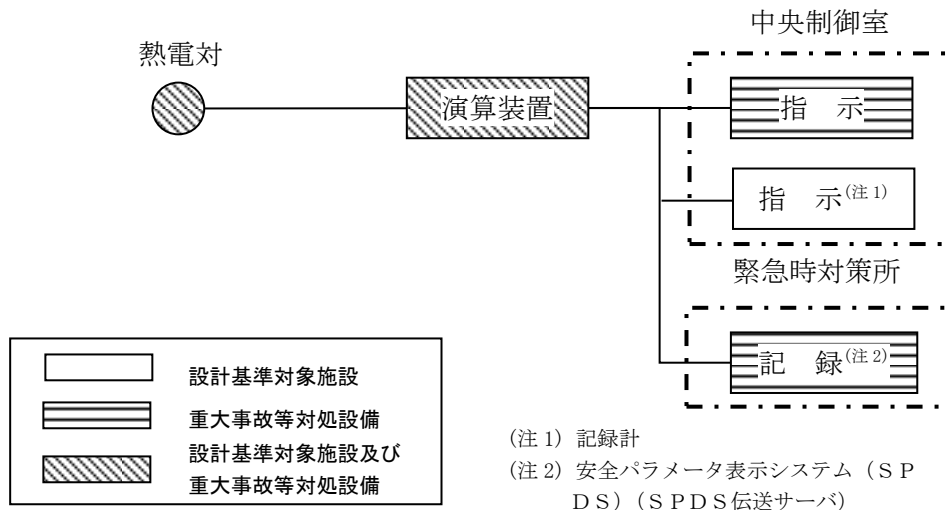 中央制御室
熱電対
演算装置
指 示
指 示(注1)
緊急時対策所
記 録(注2)
設計基準対象施設
重大事故等対処設備
設計基準対象施設及び
重大事故等対処設備
(注1) 記録計
(注2) 安全パラメータ表示システム(SP
DS)(SPDS伝送サーバ)